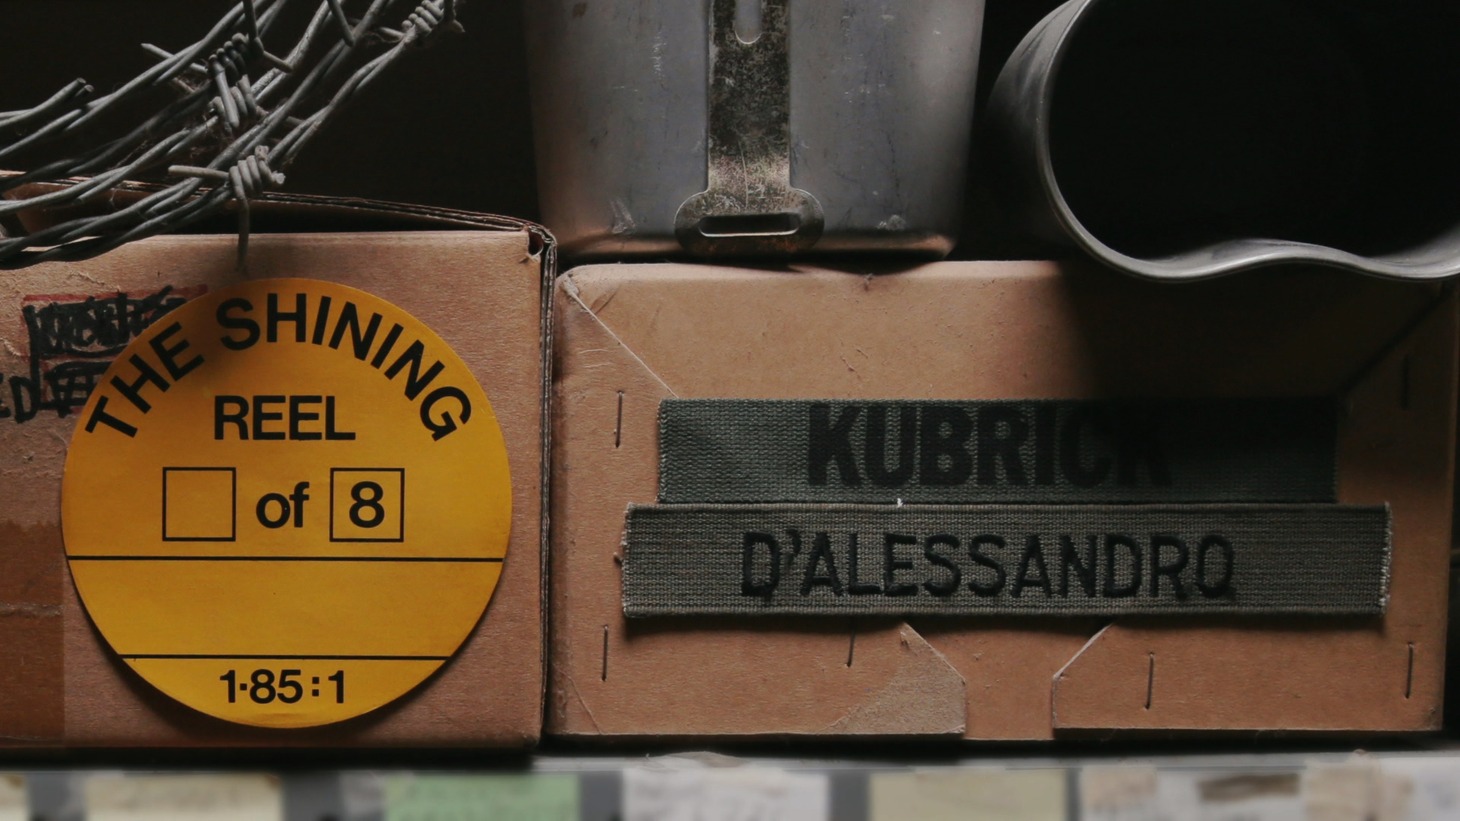 THE SHINING
REEL
of 8
1·85:1
KUBRICK
D'ALESSANDRO